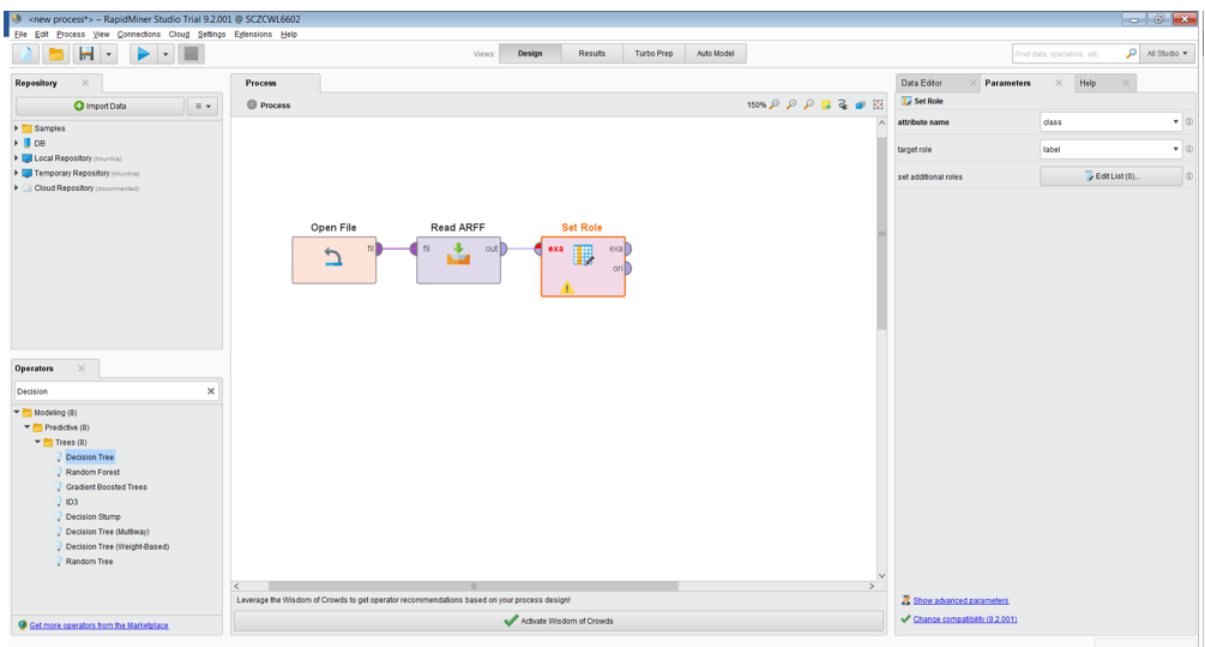 <new process*> – RapidMiner Studio Trial 9.2.001 @ SCZCWL6602
File Edit Process View Connections Cloud Settings Extensions Help
Views: Design Results Turbo Prep Auto Model
Find data, operators...etc All Studio
Repository
Import Data
Samples
DB
Local Repository
Temporary Repository
Cloud Repository (disconnected)
Operators
Decision
Modeling (8)
Predictive (8)
Trees (8)
Decision Tree
Random Forest
Gradient Boosted Trees
ID3
Decision Stump
Decision Tree (Multiway)
Decision Tree (Weight-Based)
Random Tree
Get more operators from the Marketplace
Process
Process
150%
Open File Read ARFF Set Role
fil fil out exa exa
ori
Leverage the Wisdom of Crowds to get operator recommendations based on your process design!
Activate Wisdom of Crowds
Data Editor Parameters Help
Set Role
attribute name class
target role label
set additional roles Edit List (0)...
Show advanced parameters
Change compatibility (9.2.001)